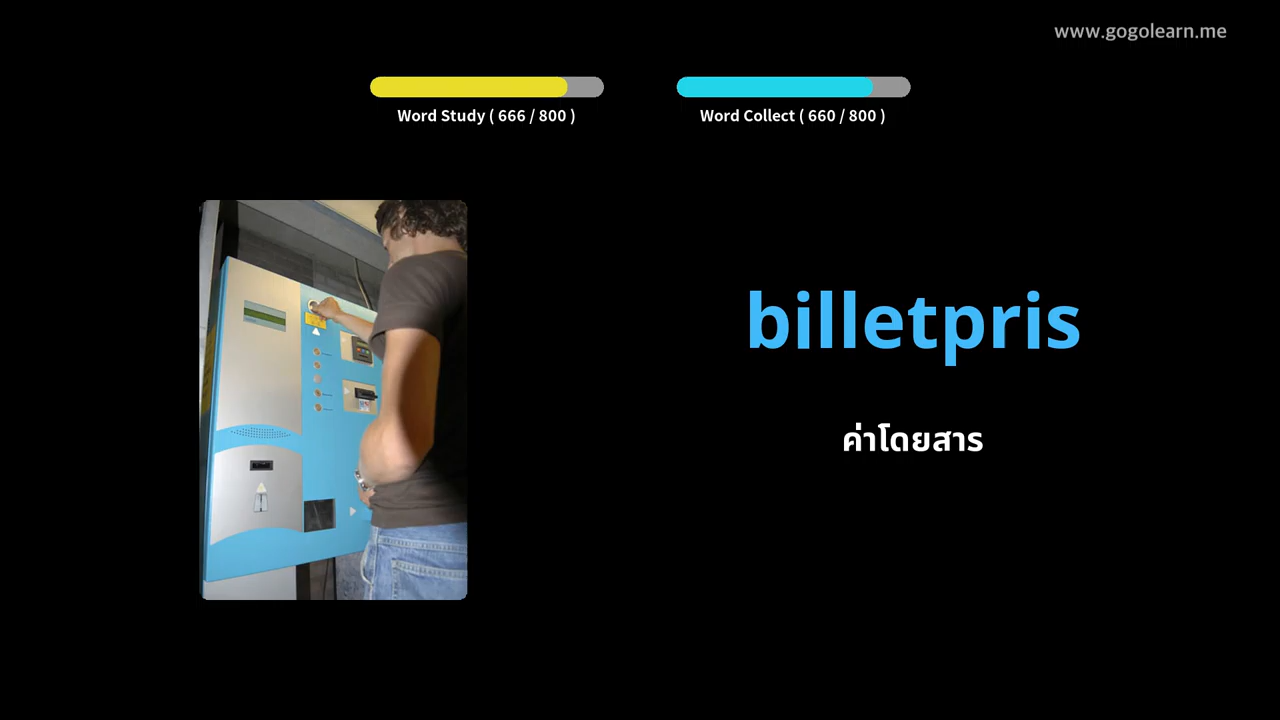 www.gogolearn.me
Word Study ( 666 / 800 )
Word Collect ( 660 / 800 )
billetpris
ค่าโดยสาร